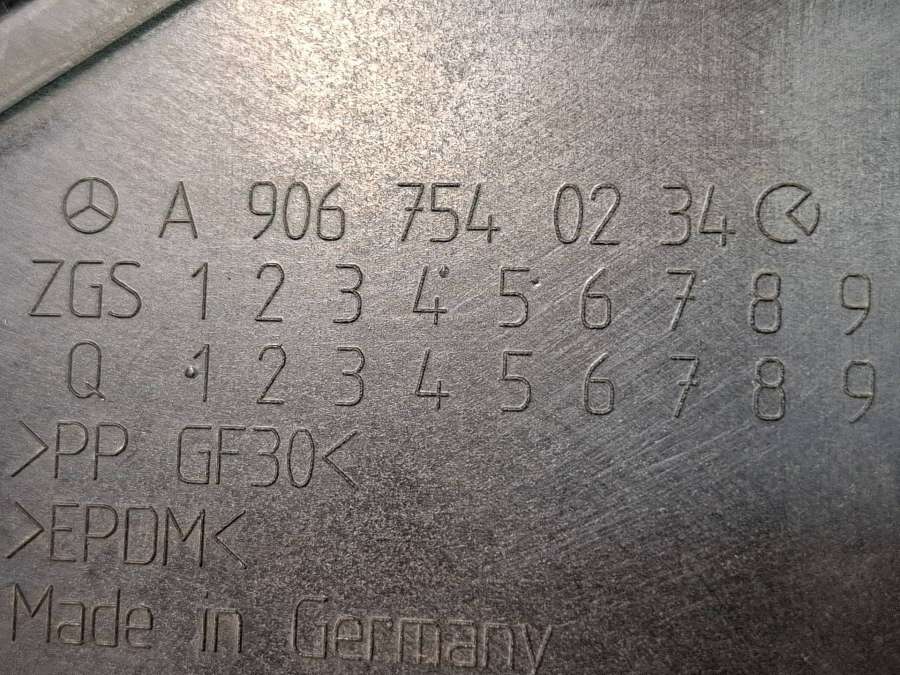 A 906 754 02 34
ZGS 1 2 3 4 5 6 7 8 9
Q 1 2 3 4 5 6 7 8 9
>PP GF30<
>EPDM<
Made in Germany